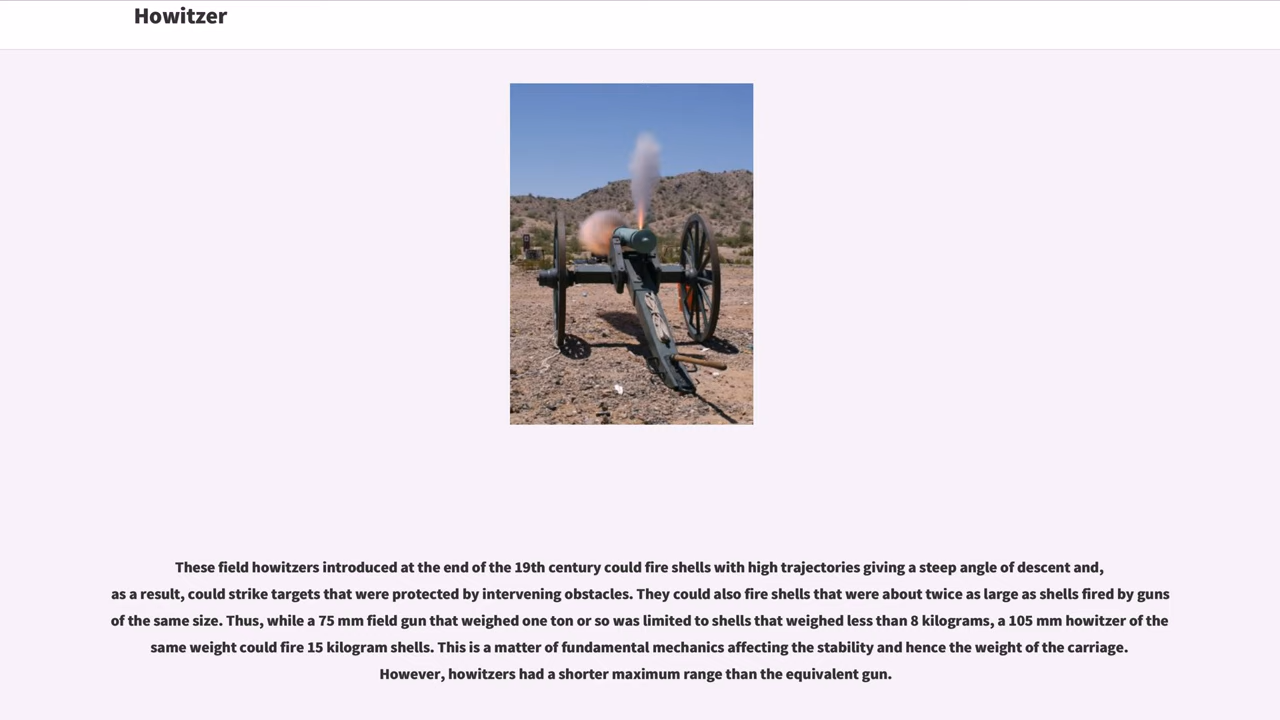 Howitzer
These field howitzers introduced at the end of the 19th century could fire shells with high trajectories giving a steep angle of descent and,
as a result, could strike targets that were protected by intervening obstacles. They could also fire shells that were about twice as large as shells fired by guns
of the same size. Thus, while a 75 mm field gun that weighed one ton or so was limited to shells that weighed less than 8 kilograms, a 105 mm howitzer of the
same weight could fire 15 kilogram shells. This is a matter of fundamental mechanics affecting the stability and hence the weight of the carriage.
However, howitzers had a shorter maximum range than the equivalent gun.